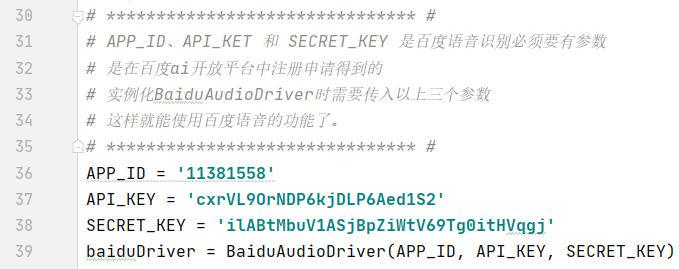 30 # ******************************* #
31 # APP_ID、API_KET 和 SECRET_KEY 是百度语音识别必须要有参数
32 # 是在百度ai开放平台中注册申请得到的
33 # 实例化BaiduAudioDriver时需要传入以上三个参数
34 # 这样就能使用百度语音的功能了。
35 # ******************************* #
36 APP_ID = '11381558'
37 API_KEY = 'cxrVL9OrNDP6kjDLP6Aed1S2'
38 SECRET_KEY = 'ilABtMbuV1ASjBpZiWtV69Tg0itHVqgj'
39 baiduDriver = BaiduAudioDriver(APP_ID, API_KEY, SECRET_KEY)